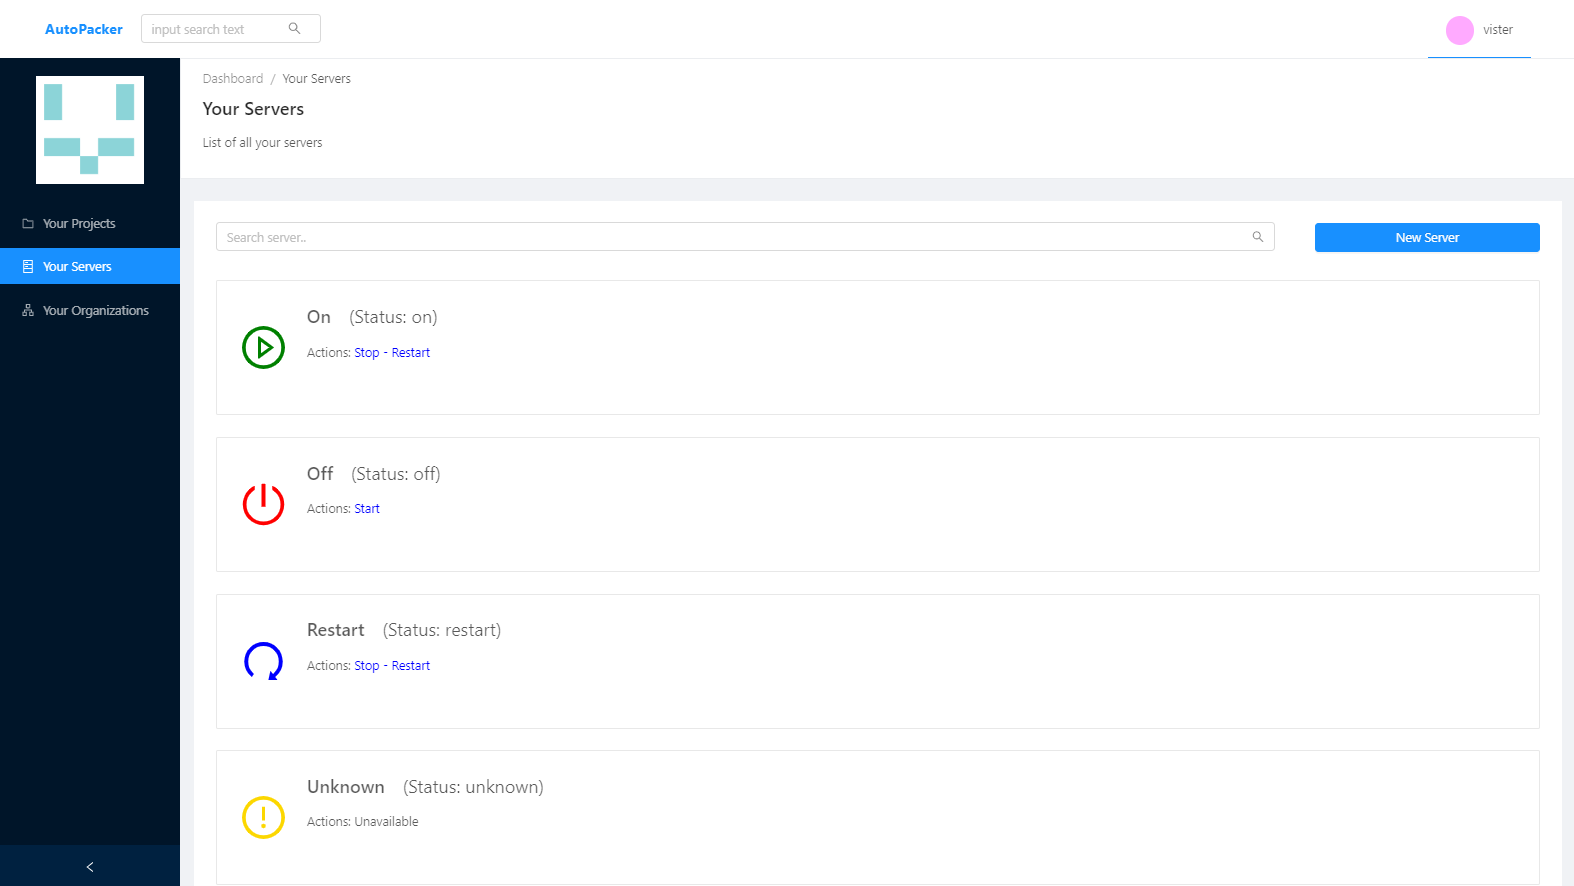 AutoPacker
input search text
vister
Dashboard / Your Servers
Your Servers
List of all your servers
Your Projects
Your Servers
Your Organizations
Search server..
New Server
On (Status: on)
Actions: Stop - Restart
Off (Status: off)
Actions: Start
Restart (Status: restart)
Actions: Stop - Restart
Unknown (Status: unknown)
Actions: Unavailable